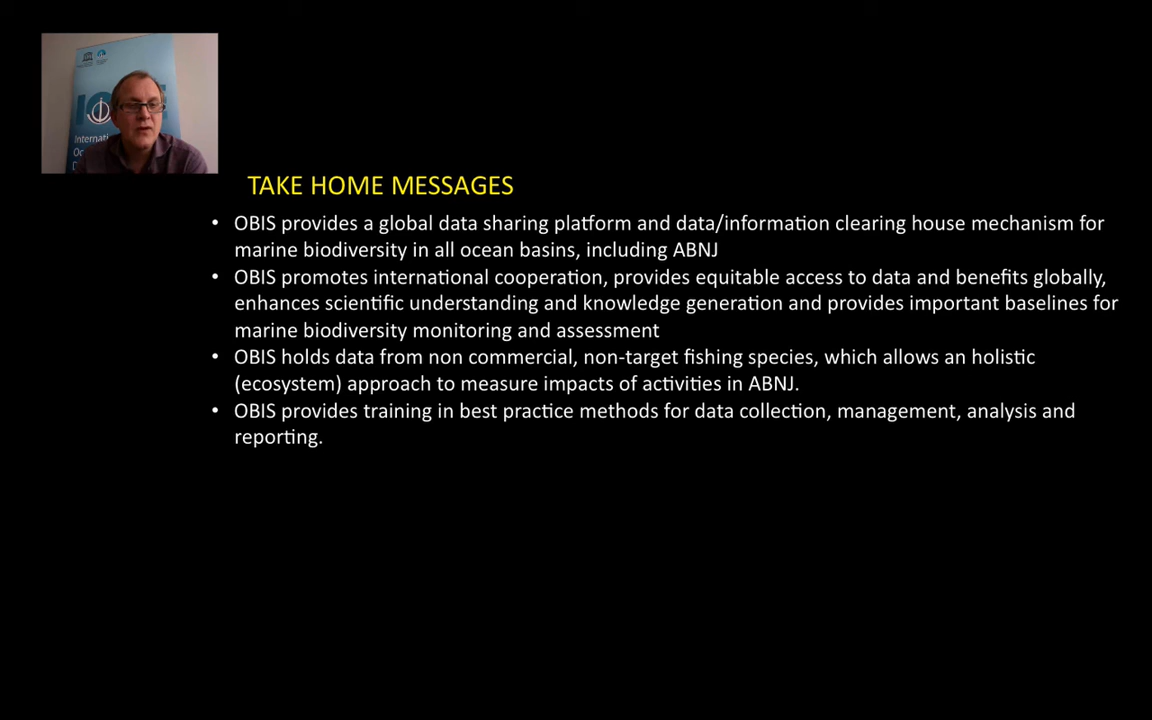 Internati
TAKE HOME MESSAGES
• OBIS provides a global data sharing platform and data/information clearing house mechanism for
marine biodiversity in all ocean basins, including ABNJ
• OBIS promotes international cooperation, provides equitable access to data and benefits globally,
enhances scientific understanding and knowledge generation and provides important baselines for
marine biodiversity monitoring and assessment
• OBIS holds data from non commercial, non-target fishing species, which allows an holistic
(ecosystem) approach to measure impacts of activities in ABNJ.
• OBIS provides training in best practice methods for data collection, management, analysis and
reporting.